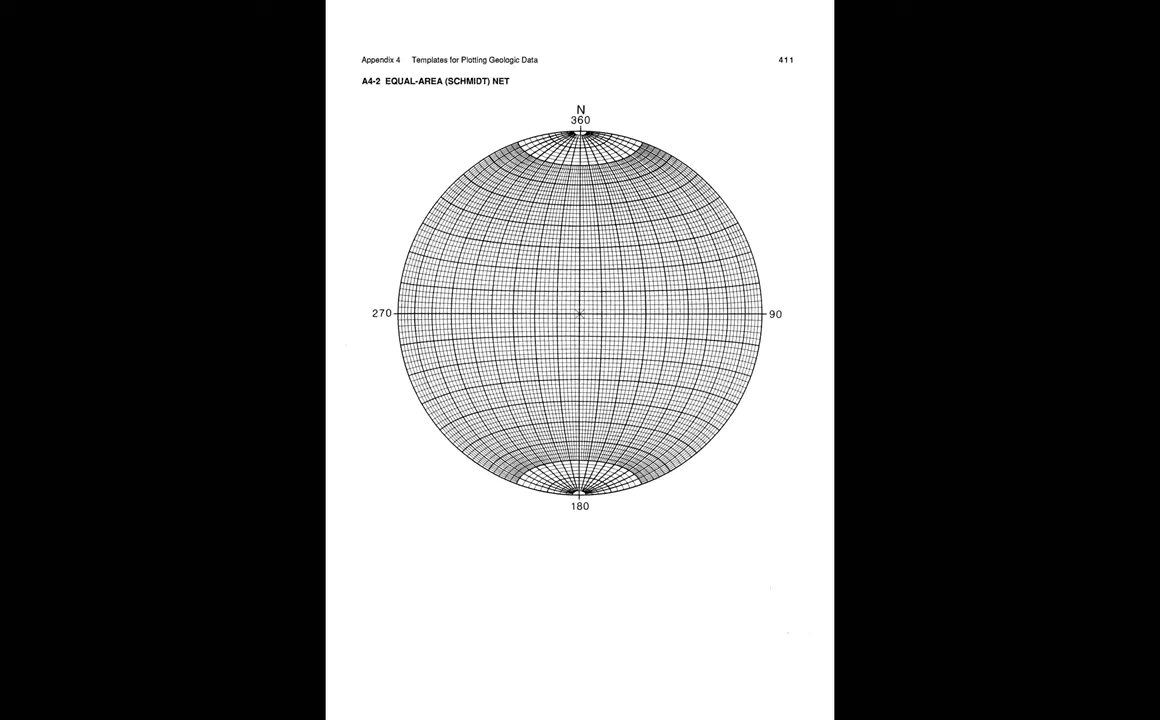 Appendix 4 Templates for Plotting Geologic Data 411
A4-2 EQUAL-AREA (SCHMIDT) NET
N
360
270
90
180